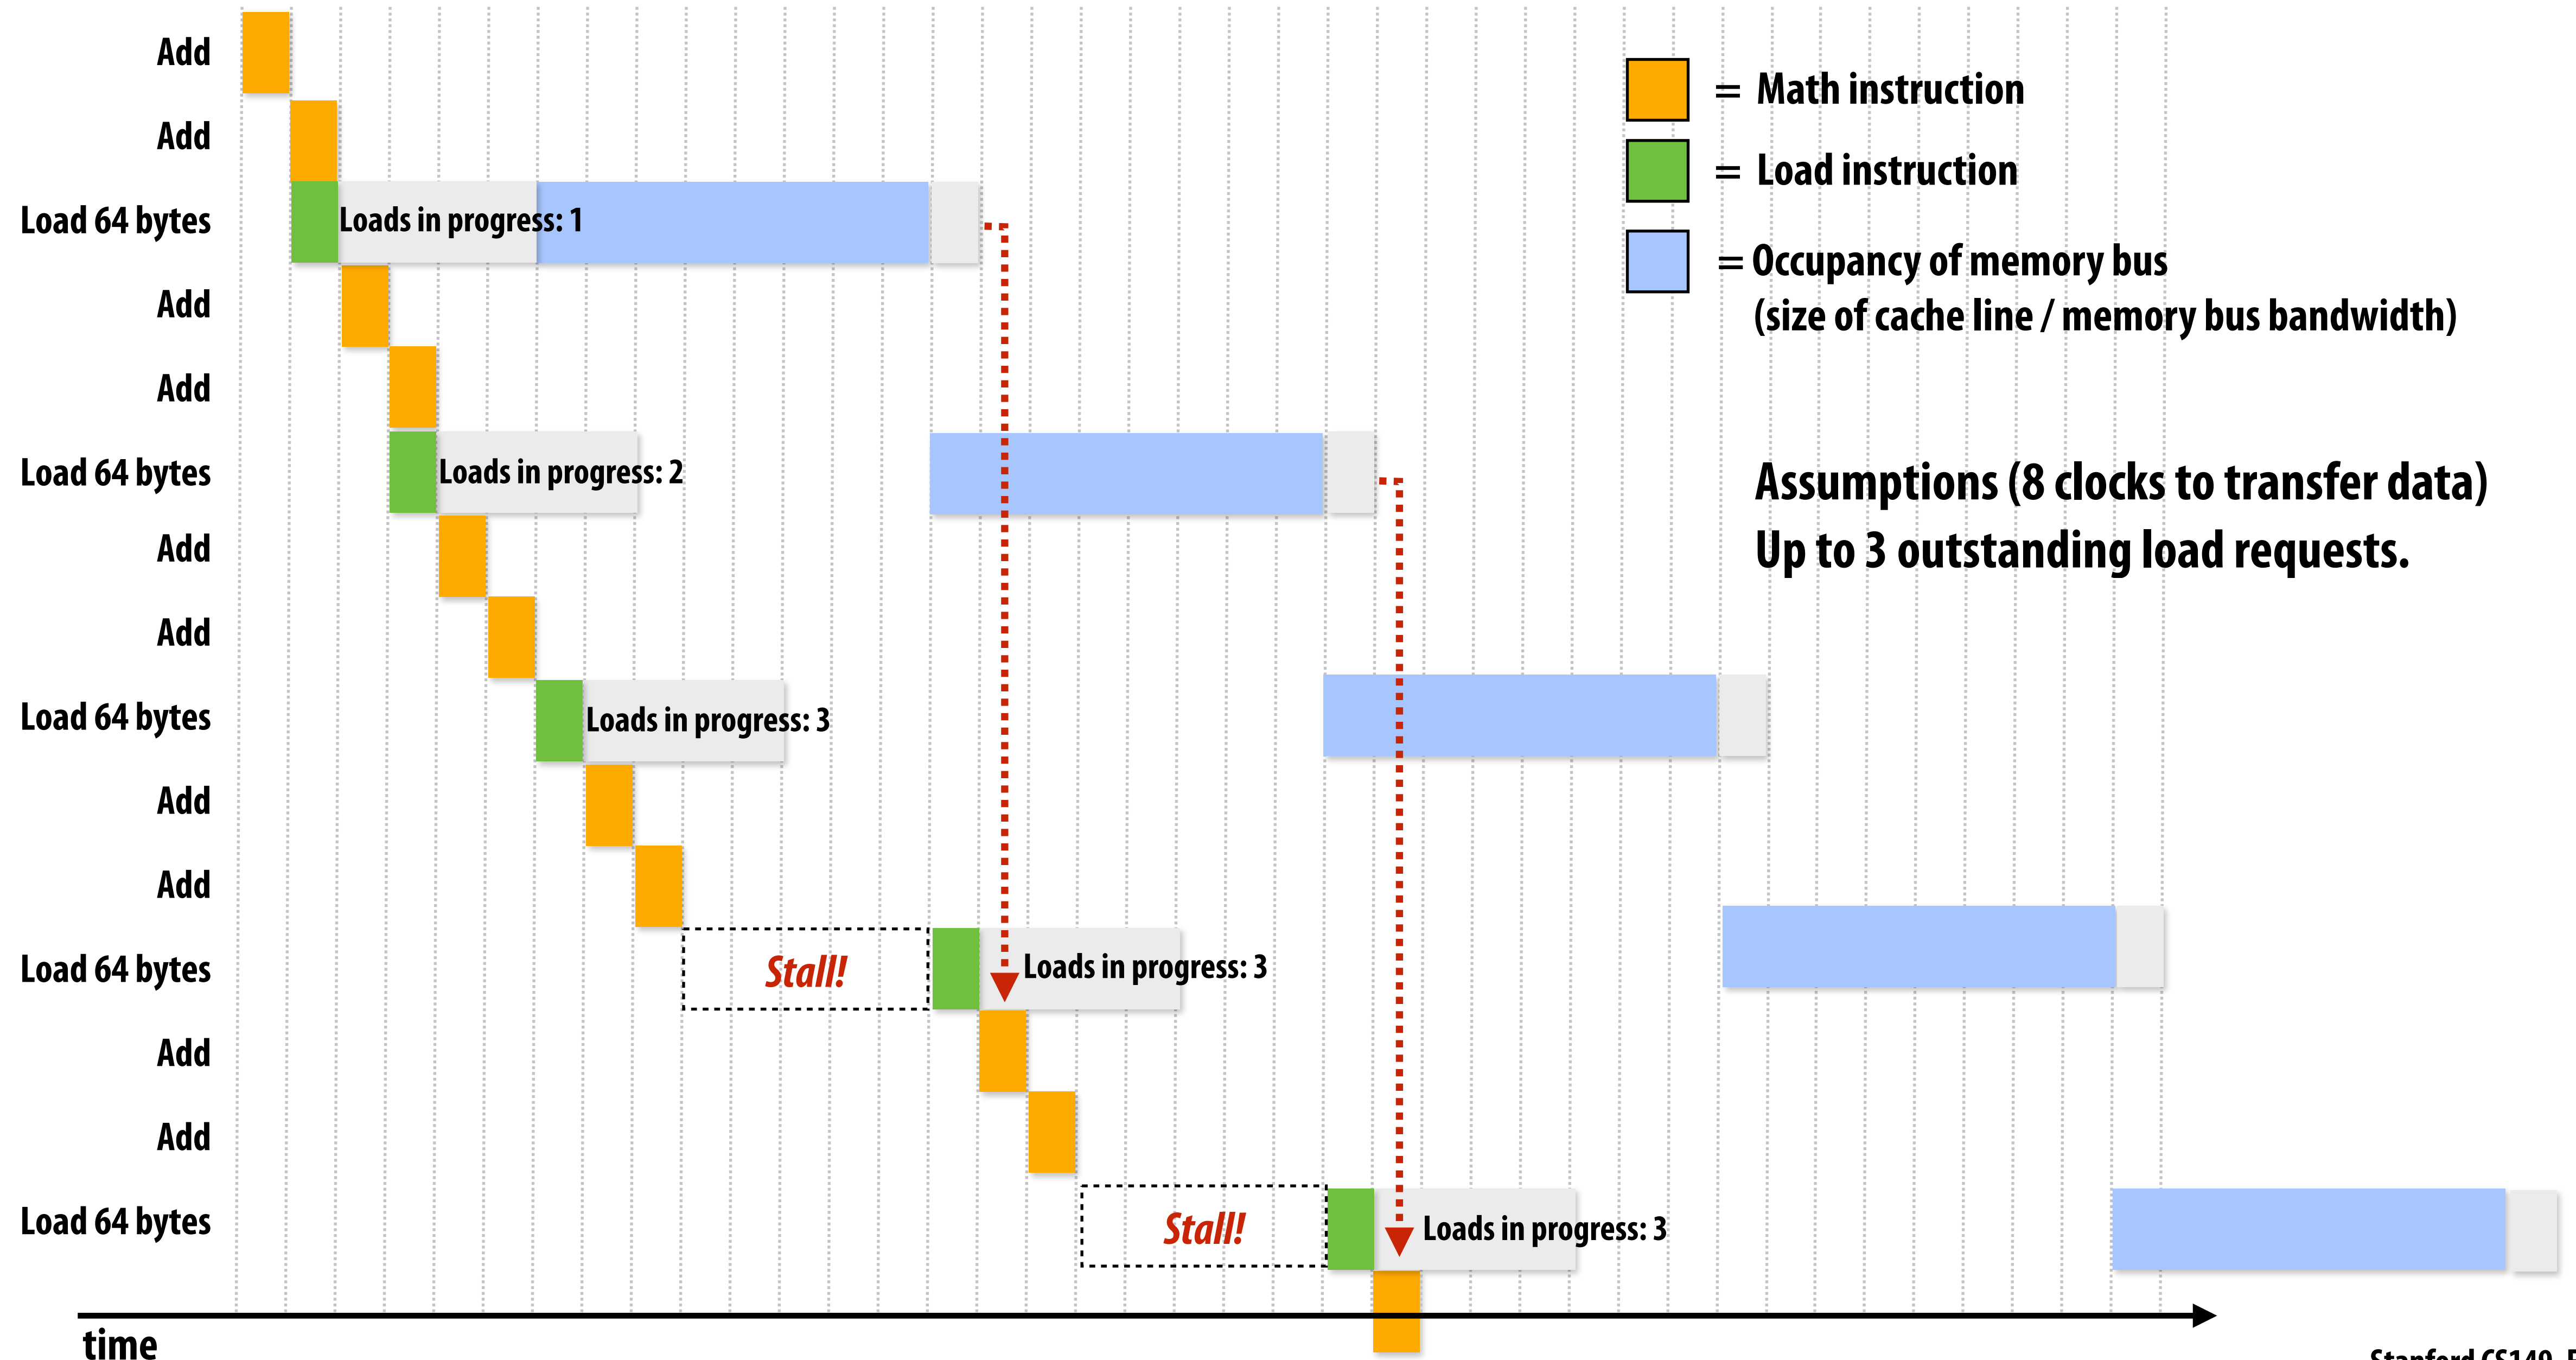 Add
= Math instruction
Add
= Load instruction
Load 64 bytes
Loads in progress: 1
= Occupancy of memory bus
(size of cache line / memory bus bandwidth)
Add
Add
Load 64 bytes
Loads in progress: 2
Assumptions (8 clocks to transfer data)
Up to 3 outstanding load requests.
Add
Add
Load 64 bytes
Loads in progress: 3
Add
Add
Load 64 bytes
Stall!
Loads in progress: 3
Add
Add
Load 64 bytes
Stall!
Loads in progress: 3
time
Stanford CS149,